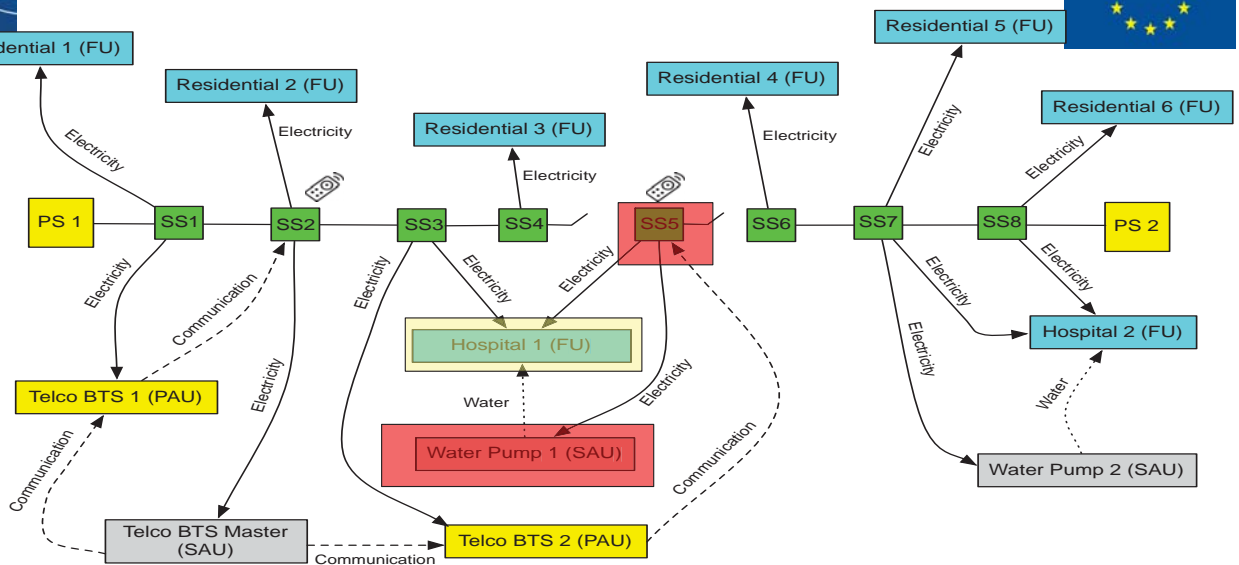 Residential 5 (FU)
dential 1 (FU)
Residential 4 (FU)
Residential 2 (FU)
Residential 6 (FU)
Residential 3 (FU)
Electricity
Electricity
Electricity
Electricity
Electricity
Electricity
PS 1
SS1
SS2
SS3
SS4
SS5
SS6
SS7
SS8
PS 2
Electricity
Communication
Electricity
Electricity
Electricity
Electricity
Electricity
Hospital 1 (FU)
Hospital 2 (FU)
Electricity
Electricity
Electricity
Telco BTS 1 (PAU)
Water
Water
Communication
Water Pump 1 (SAU)
Communication
Water Pump 2 (SAU)
Telco BTS Master
(SAU)
Communication
Telco BTS 2 (PAU)